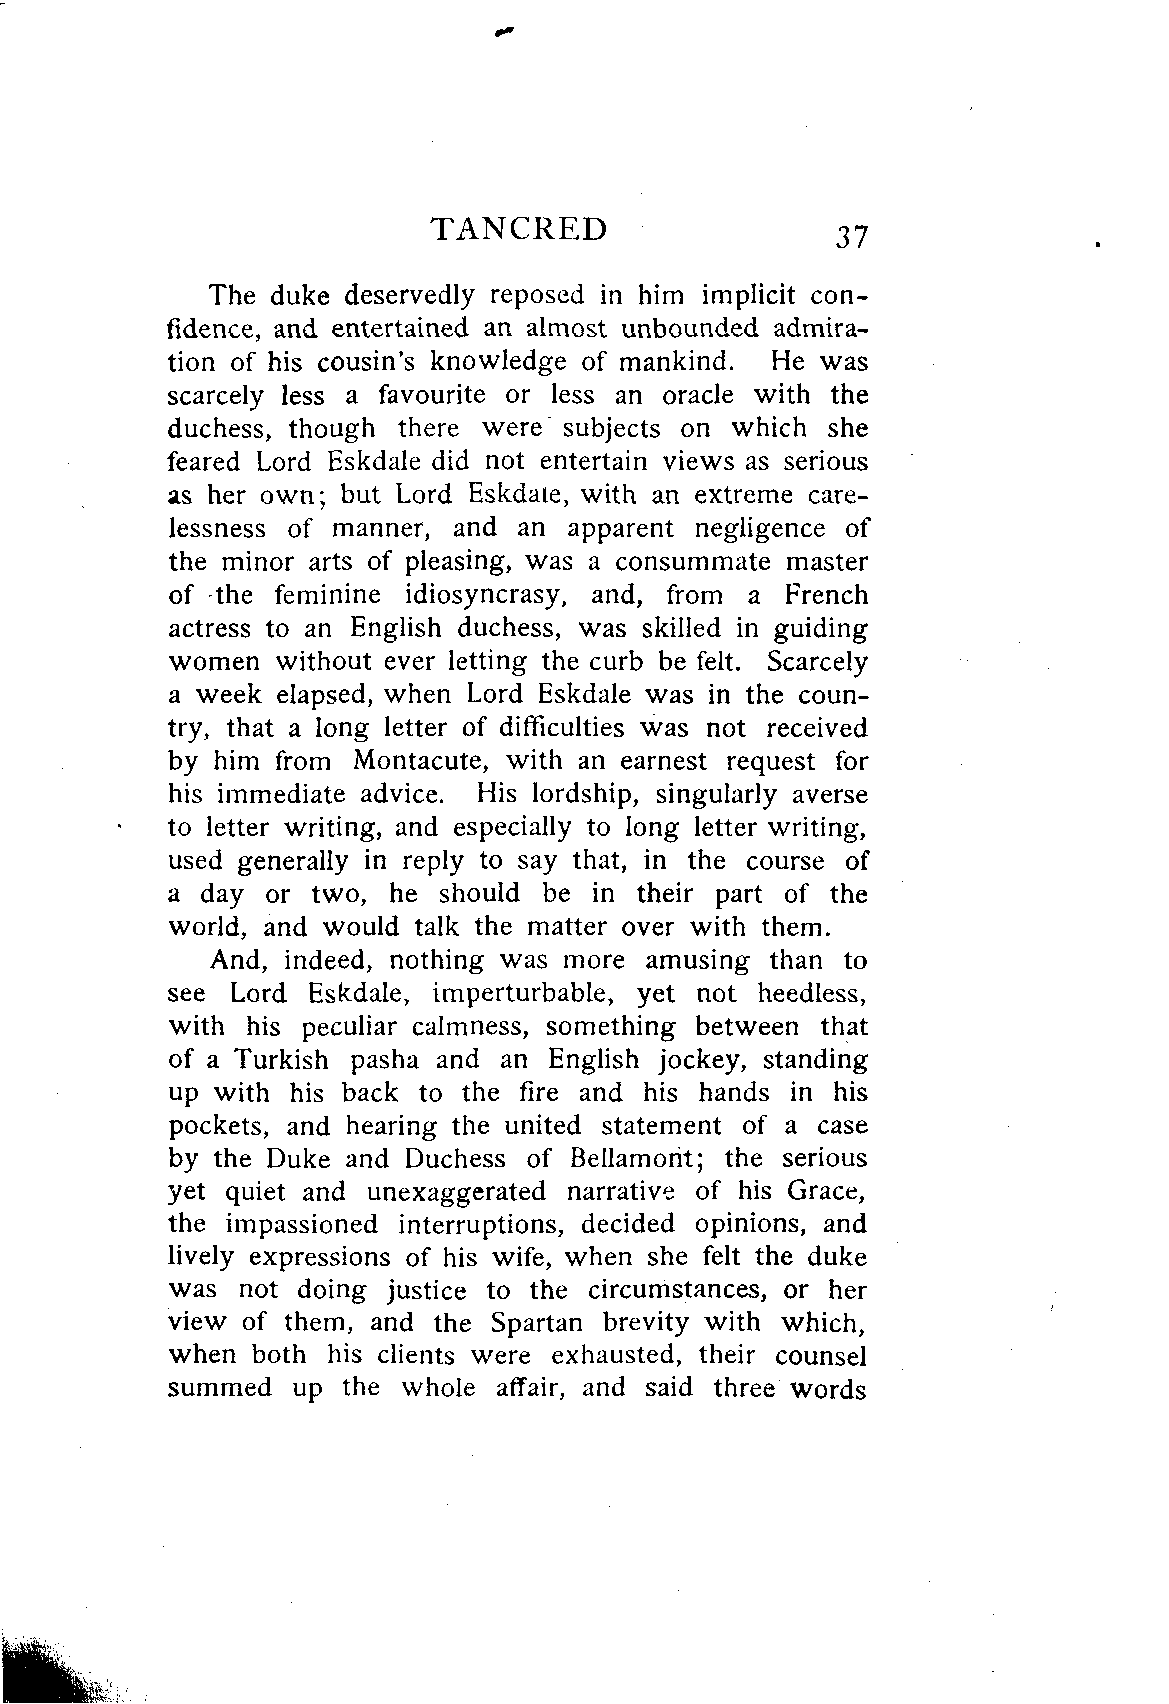 TANCRED 37
The duke deservedly reposed in him implicit con-
fidence, and entertained an almost unbounded admira-
tion of his cousin's knowledge of mankind. He was
scarcely less a favourite or less an oracle with the
duchess, though there were subjects on which she
feared Lord Eskdale did not entertain views as serious
as her own; but Lord Eskdale, with an extreme care-
lessness of manner, and an apparent negligence of
the minor arts of pleasing, was a consummate master
of the feminine idiosyncrasy, and, from a French
actress to an English duchess, was skilled in guiding
women without ever letting the curb be felt. Scarcely
a week elapsed, when Lord Eskdale was in the coun-
try, that a long letter of difficulties was not received
by him from Montacute, with an earnest request for
his immediate advice. His lordship, singularly averse
to letter writing, and especially to long letter writing,
used generally in reply to say that, in the course of
a day or two, he should be in their part of the
world, and would talk the matter over with them.
And, indeed, nothing was more amusing than to
see Lord Eskdale, imperturbable, yet not heedless,
with his peculiar calmness, something between that
of a Turkish pasha and an English jockey, standing
up with his back to the fire and his hands in his
pockets, and hearing the united statement of a case
by the Duke and Duchess of Bellamont; the serious
yet quiet and unexaggerated narrative of his Grace,
the impassioned interruptions, decided opinions, and
lively expressions of his wife, when she felt the duke
was not doing justice to the circumstances, or her
view of them, and the Spartan brevity with which,
when both his clients were exhausted, their counsel
summed up the whole affair, and said three words